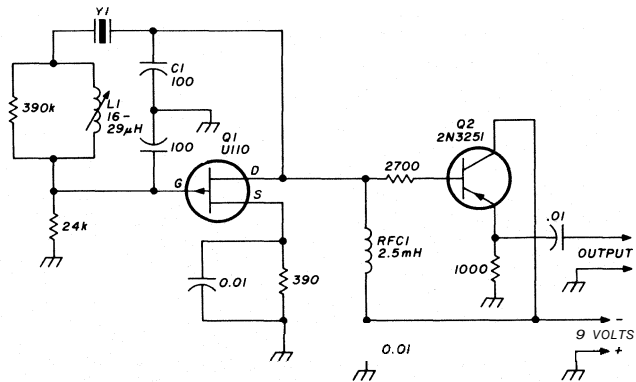 Y1
C1
100
390k
L1
16-
29µH
100
Q1
U110
D
G
S
24k
0.01
390
2700
Q2
2N3251
RFC1
2.5mH
1000
.01
OUTPUT
-
9 VOLTS
+
0.01